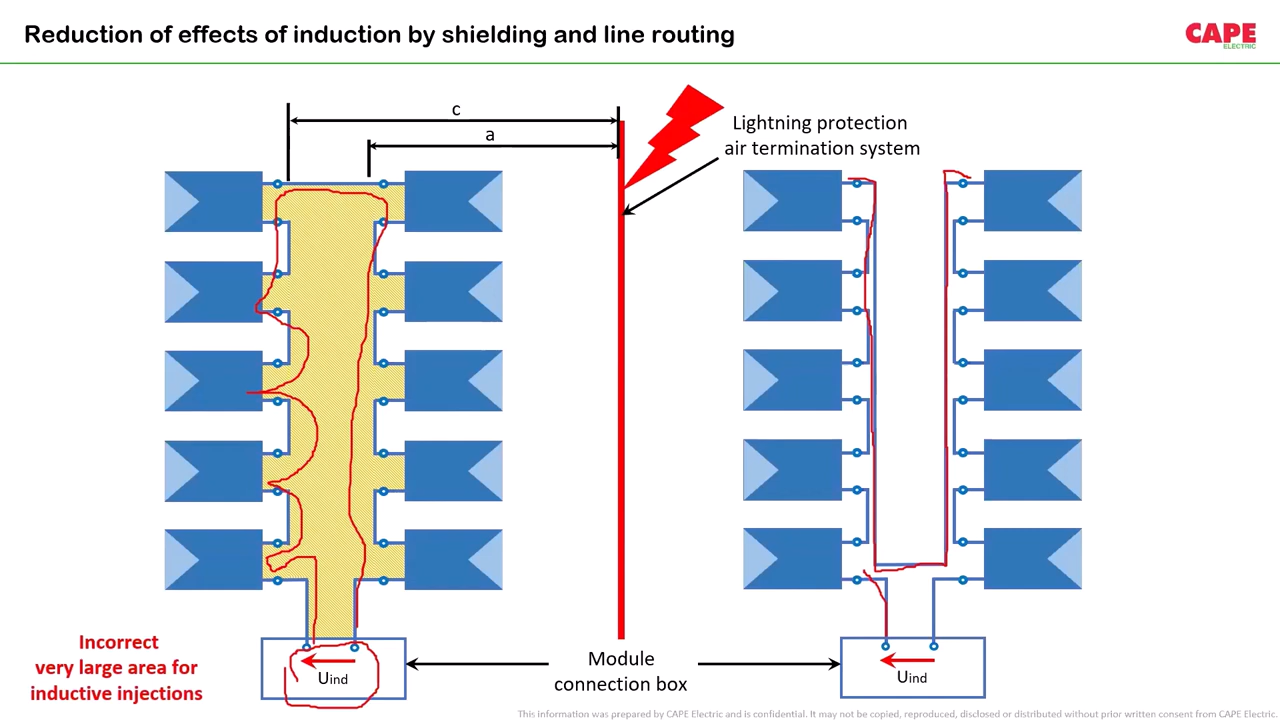 Reduction of effects of induction by shielding and line routing
CAPE
ELECTRIC
c
a
Lightning protection
air termination system
Incorrect
very large area for
inductive injections
Uind
Module
connection box
Uind
This information was prepared by CAPE Electric and is confidential. It may not be copied, reproduced, disclosed or distributed without prior written consent from CAPE Electric.